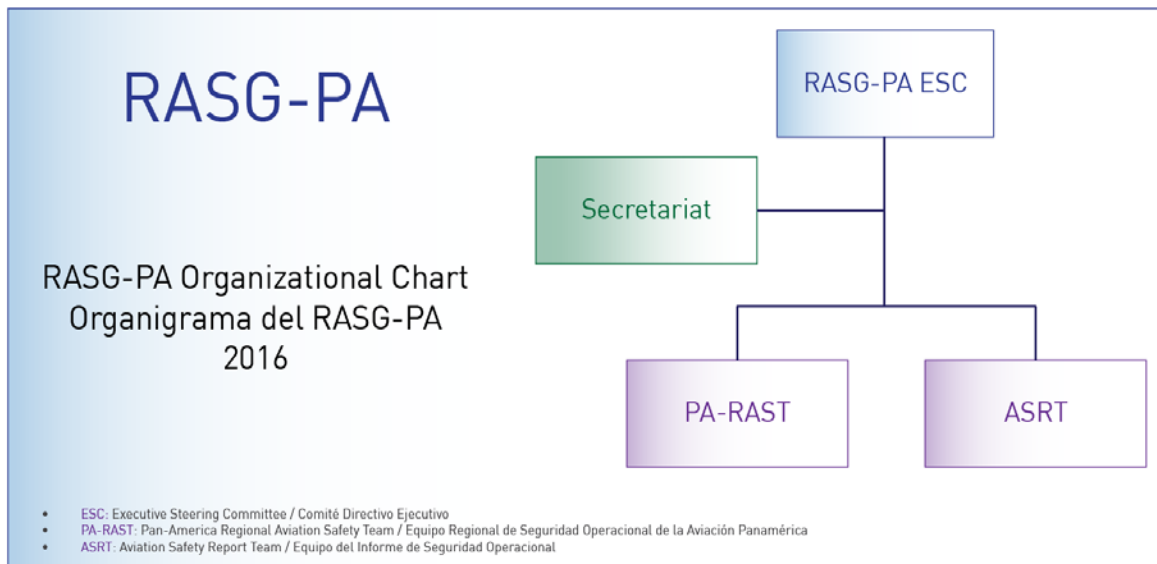 RASG-PA
RASG-PA Organizational Chart
Organigrama del RASG-PA
2016
RASG-PA ESC
Secretariat
PA-RAST
ASRT
• ESC: Executive Steering Committee / Comité Directivo Ejecutivo
• PA-RAST: Pan-America Regional Aviation Safety Team / Equipo Regional de Seguridad Operacional de la Aviación Panamérica
• ASRT: Aviation Safety Report Team / Equipo del Informe de Seguridad Operacional